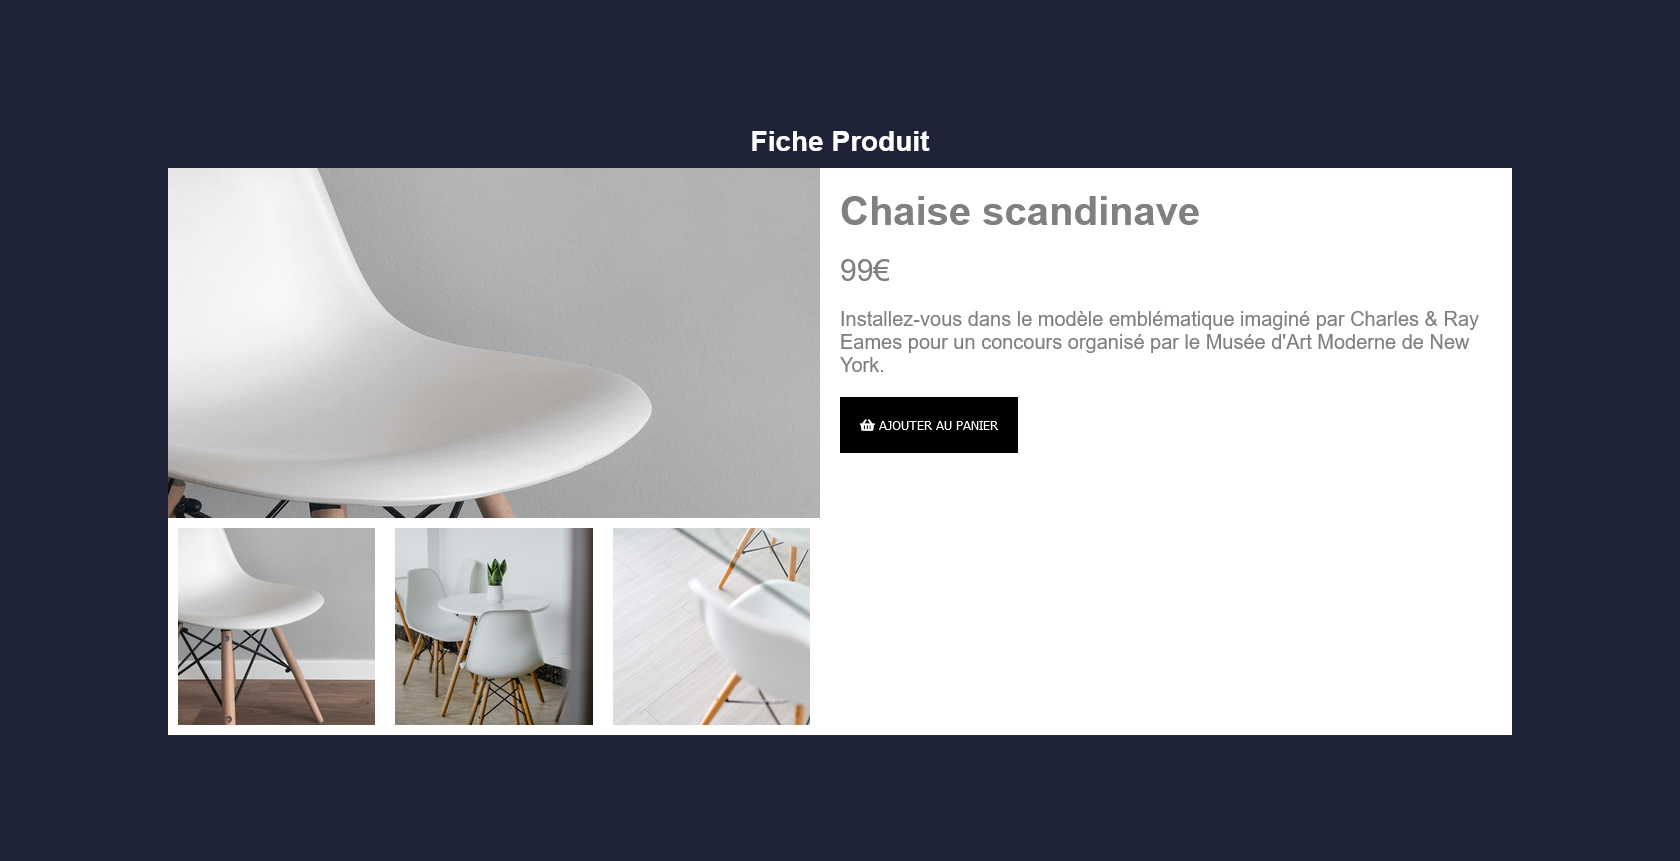 Fiche Produit
Chaise scandinave
99€
Installez-vous dans le modèle emblématique imaginé par Charles & Ray
Eames pour un concours organisé par le Musée d'Art Moderne de New
York.
AJOUTER AU PANIER